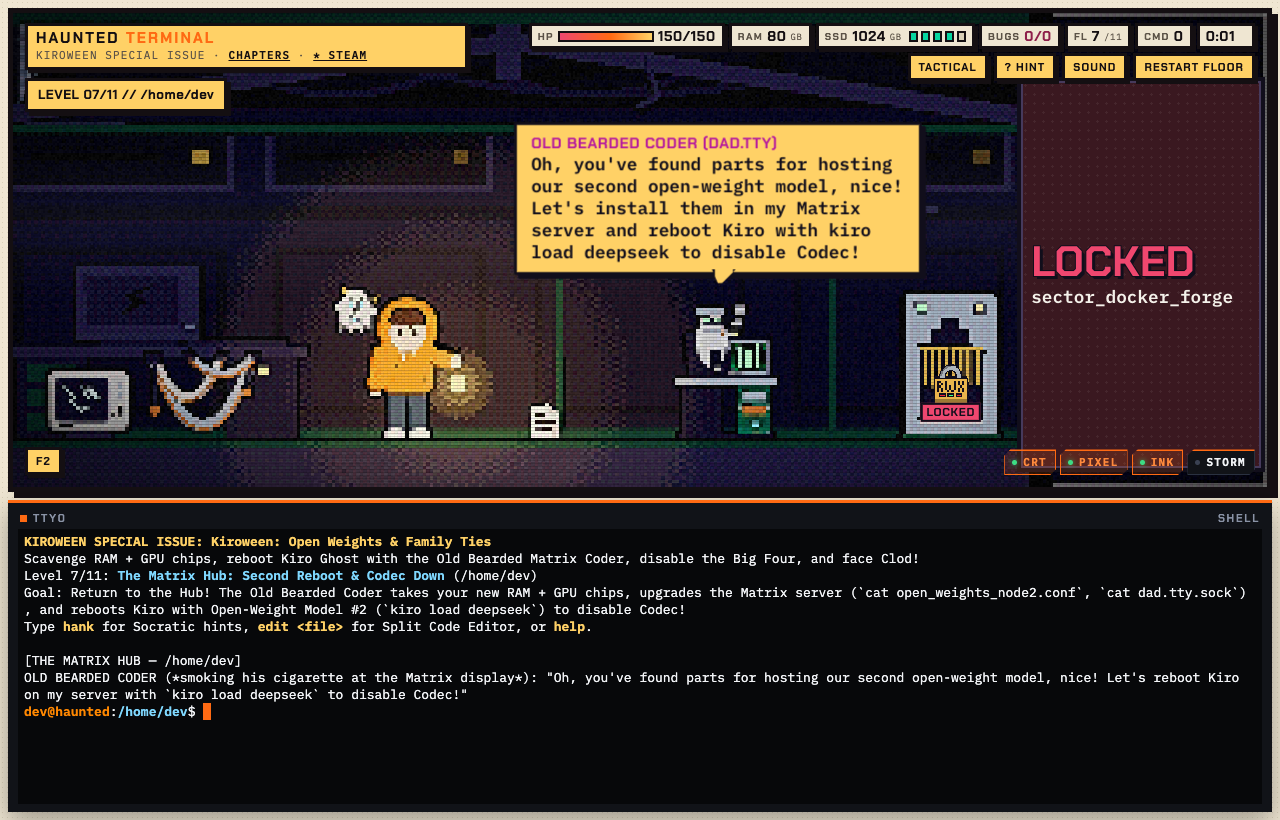 HAUNTED TERMINAL
KIROWEEN SPECIAL ISSUE · CHAPTERS · * STEAM
HP 150/150 RAM 80 GB SSD 1024 GB BUGS 0/0 FL 7 /11 CMD 0 0:01
TACTICAL ? HINT SOUND RESTART FLOOR
LEVEL 07/11 // /home/dev
OLD BEARDED CODER (DAD.TTY)
Oh, you've found parts for hosting
our second open-weight model, nice!
Let's install them in my Matrix
server and reboot Kiro with kiro
load deepseek to disable Codec!
LOCKED
sector_docker_forge
RWX
LOCKED
F2
CRT PIXEL INK STORM
TTY0 SHELL
KIROWEEN SPECIAL ISSUE: Kiroween: Open Weights & Family Ties
Scavenge RAM + GPU chips, reboot Kiro Ghost with the Old Bearded Matrix Coder, disable the Big Four, and face Clod!
Level 7/11: The Matrix Hub: Second Reboot & Codec Down (/home/dev)
Goal: Return to the Hub! The Old Bearded Coder takes your new RAM + GPU chips, upgrades the Matrix server (`cat open_weights_node2.conf`, `cat dad.tty.sock`)
, and reboots Kiro with Open-Weight Model #2 (`kiro load deepseek`) to disable Codec!
Type hank for Socratic hints, edit <file> for Split Code Editor, or help.
[THE MATRIX HUB — /home/dev]
OLD BEARDED CODER (*smoking his cigarette at the Matrix display*): "Oh, you've found parts for hosting our second open-weight model, nice! Let's reboot Kiro
on my server with `kiro load deepseek` to disable Codec!"
dev@haunted:/home/dev$